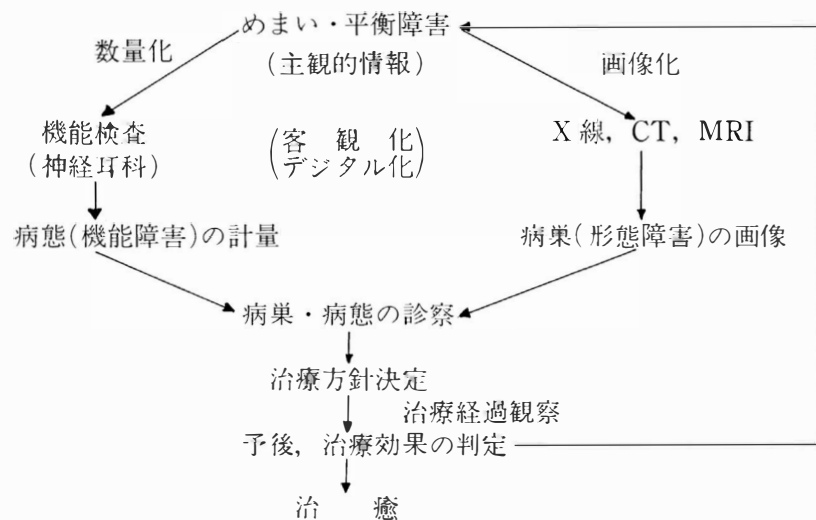 めまい・平衡障害
数量化
(主観的情報)
画像化
機能検査
(神経耳科)
(客観化
デジタル化)
X線, CT, MRI
病態(機能障害)の計量
病巣(形態障害)の画像
病巣・病態の診察
治療方針決定
治療経過観察
予後, 治療効果の判定
治癒